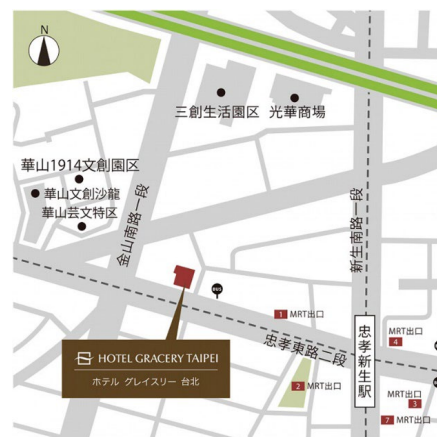 N
三創生活園区
光華商場
華山1914文創園区
華山文創沙龍
華山芸文特区
金山南路一段
新生南路一段
BUS
1 MRT出口
忠孝東路二段
忠孝新生駅
MRT出口
4
2 MRT出口
MRT出口
3
7 MRT出口
HOTEL GRACERY TAIPEI
ホテル グレイスリー 台北